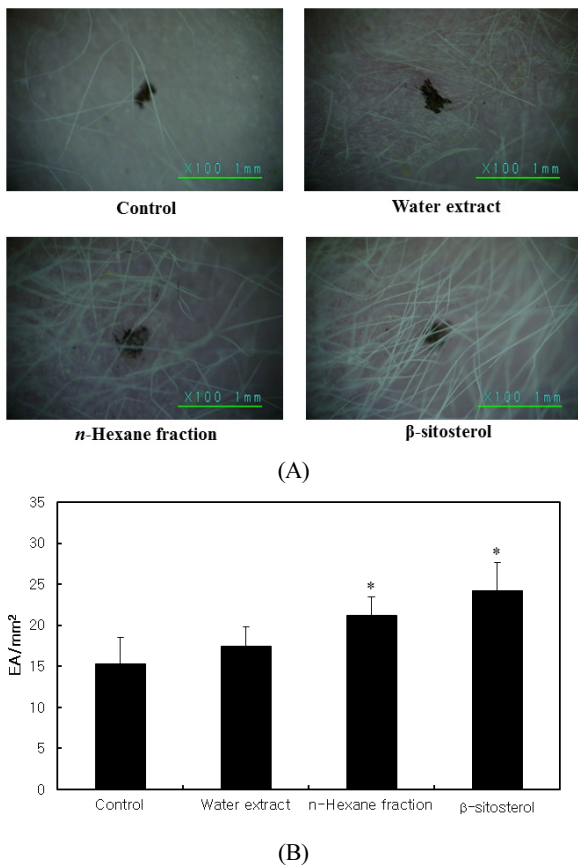 X100 1mm
X100 1mm
Control
Water extract
X100 1mm
X100 1mm
n-Hexane fraction
β-sitosterol
(A)
35
30
25
20
15
10
5
0
EA/mm²
*
*
Control
Water extract
n-Hexane fraction
β-sitosterol
(B)